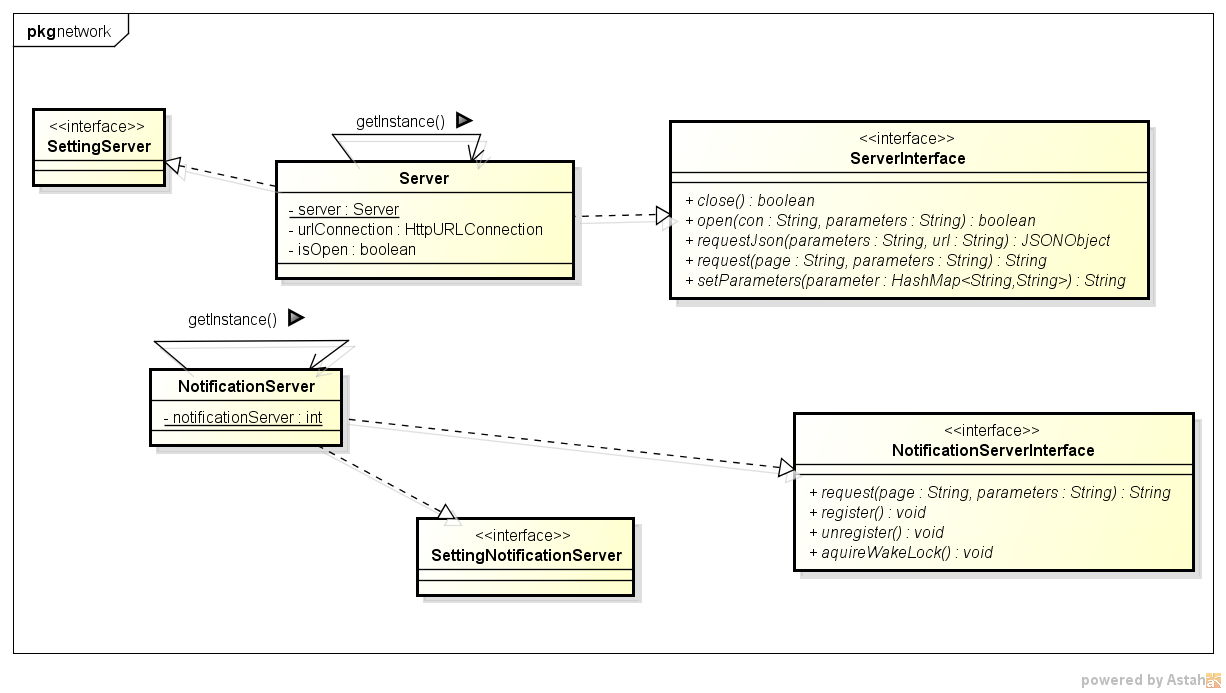 pkgnetwork
<<interface>>
SettingServer
getInstance()
Server
- server : Server
- urlConnection : HttpURLConnection
- isOpen : boolean
<<interface>>
ServerInterface
+ close() : boolean
+ open(con : String, parameters : String) : boolean
+ requestJson(parameters : String, url : String) : JSONObject
+ request(page : String, parameters : String) : String
+ setParameters(parameter : HashMap<String,String>) : String
getInstance()
NotificationServer
- notificationServer : int
<<interface>>
NotificationServerInterface
+ request(page : String, parameters : String) : String
+ register() : void
+ unregister() : void
+ aquireWakeLock() : void
<<interface>>
SettingNotificationServer
powered by Astah